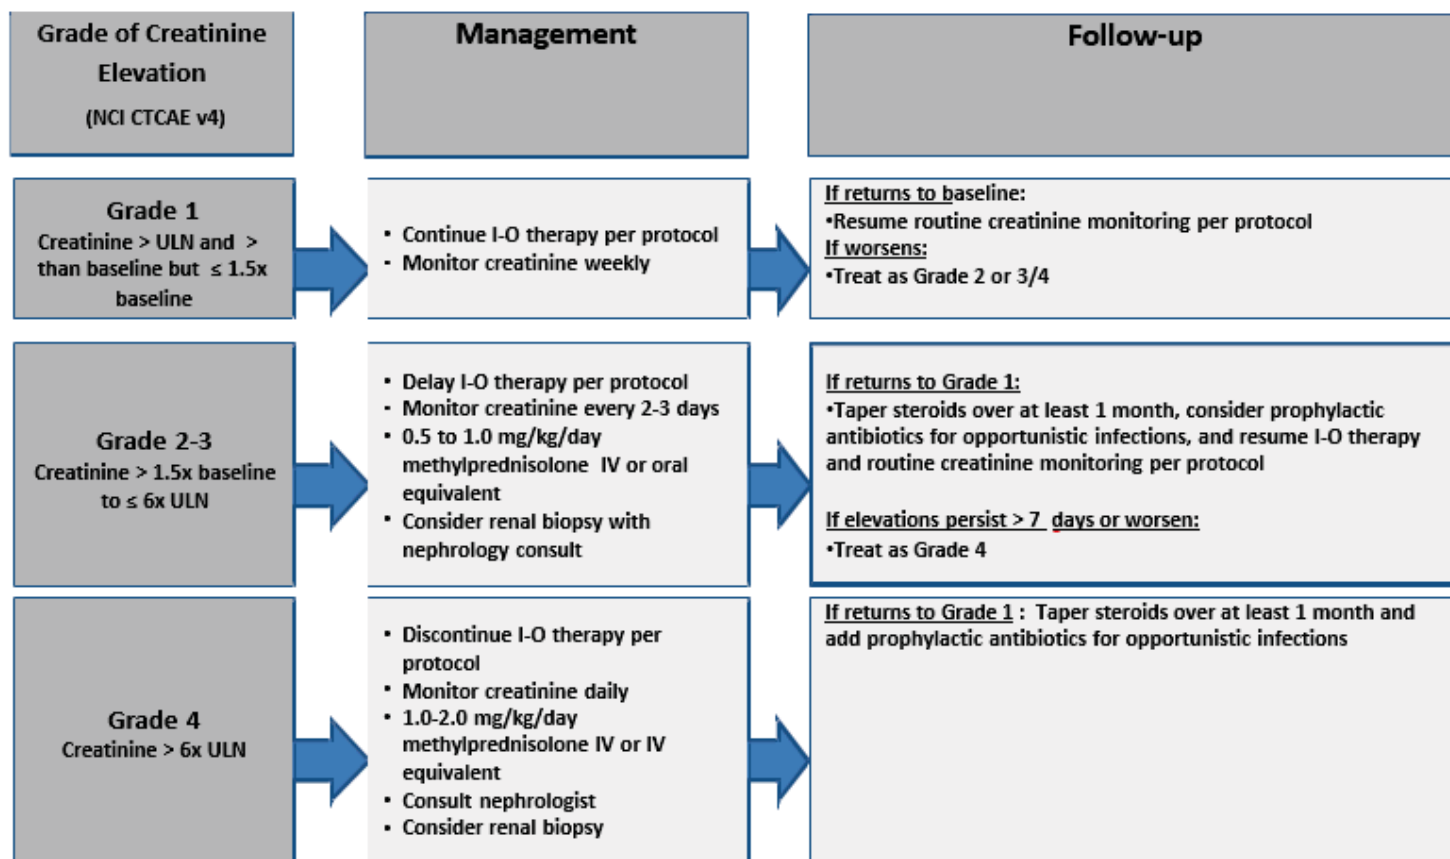 Grade of Creatinine
Elevation
(NCI CTCAE v4)
Management
Follow-up
Grade 1
Creatinine > ULN and >
than baseline but ≤ 1.5x
baseline
• Continue I-O therapy per protocol
• Monitor creatinine weekly
If returns to baseline:
•Resume routine creatinine monitoring per protocol
If worsens:
•Treat as Grade 2 or 3/4
Grade 2-3
Creatinine > 1.5x baseline
to ≤ 6x ULN
• Delay I-O therapy per protocol
• Monitor creatinine every 2-3 days
• 0.5 to 1.0 mg/kg/day
methylprednisolone IV or oral
equivalent
• Consider renal biopsy with
nephrology consult
If returns to Grade 1:
•Taper steroids over at least 1 month, consider prophylactic
antibiotics for opportunistic infections, and resume I-O therapy
and routine creatinine monitoring per protocol
If elevations persist > 7 days or worsen:
•Treat as Grade 4
Grade 4
Creatinine > 6x ULN
• Discontinue I-O therapy per
protocol
• Monitor creatinine daily
• 1.0-2.0 mg/kg/day
methylprednisolone IV or IV
equivalent
• Consult nephrologist
• Consider renal biopsy
If returns to Grade 1 : Taper steroids over at least 1 month and
add prophylactic antibiotics for opportunistic infections